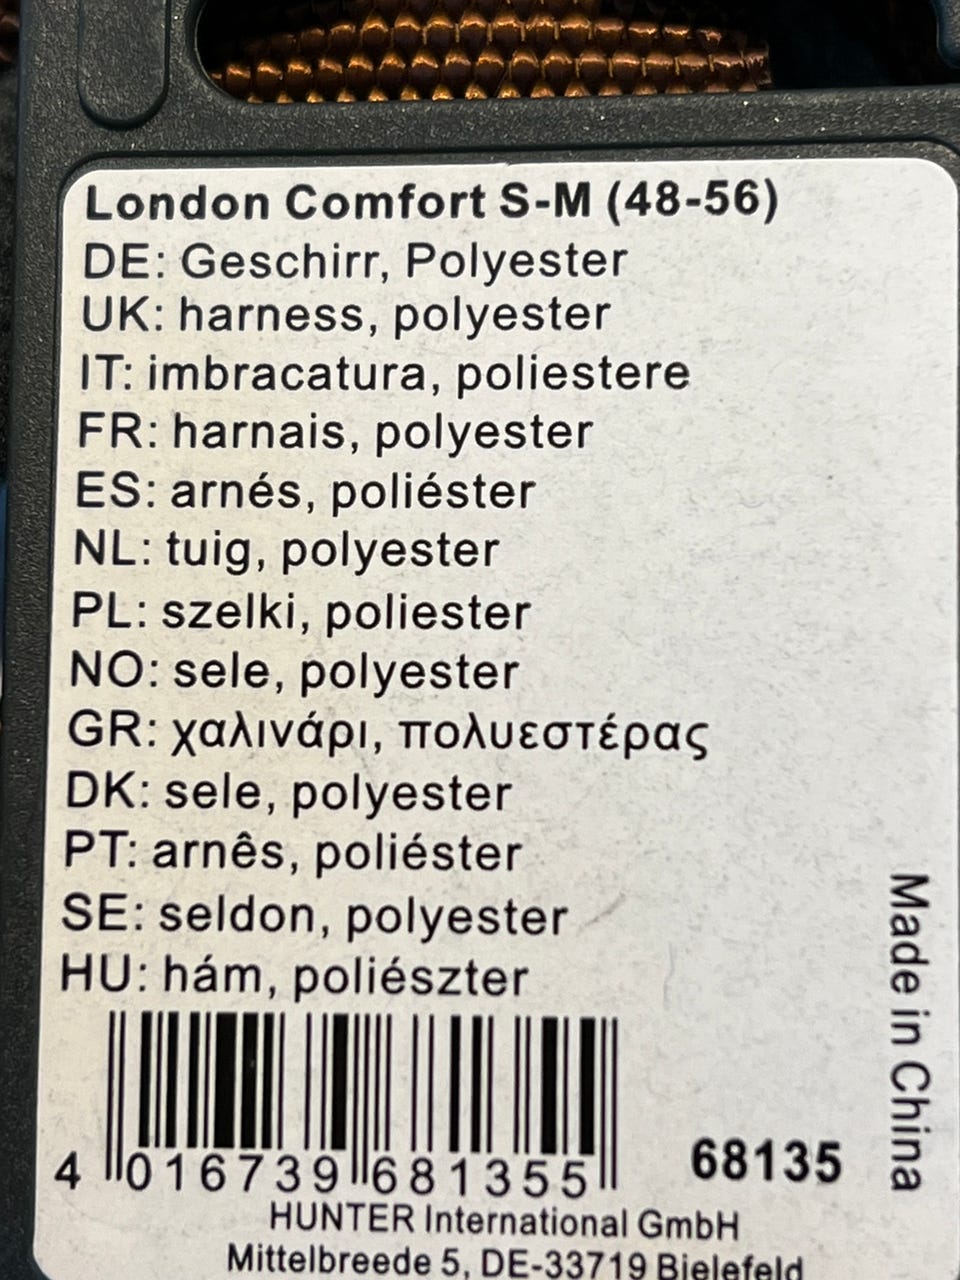 London Comfort S-M (48-56)
DE: Geschirr, Polyester
UK: harness, polyester
IT: imbracatura, poliestere
FR: harnais, polyester
ES: arnés, poliéster
NL: tuig, polyester
PL: szelki, poliester
NO: sele, polyester
GR: χαλινάρι, πολυεστέρας
DK: sele, polyester
PT: arnês, poliéster
SE: seldon, polyester
HU: hám, poliészter
Made in China
4 016739 681355
68135
HUNTER International GmbH
Mittelbreede 5, DE-33719 Bielefeld